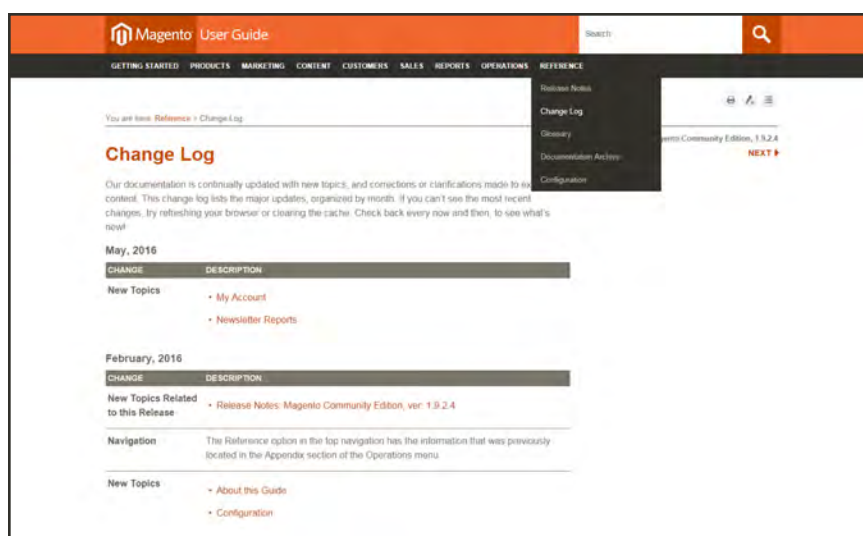 Magento User Guide
Search
GETTING STARTED PRODUCTS MARKETING CONTENT CUSTOMERS SALES REPORTS OPERATIONS REFERENCE
Release Notes
Change Log
Glossary
Documentation Archive
Configuration
You are here: Reference > Change Log
Community Edition, 1.9.2.4
NEXT
Change Log
Our documentation is continually updated with new topics, and corrections or clarifications made to
content. This change log lists the major updates, organized by month. If you can't see the most recent
changes, try refreshing your browser or clearing the cache. Check back every now and then, to see what's
new!
May, 2016
CHANGE DESCRIPTION
New Topics
• My Account
• Newsletter Reports
February, 2016
CHANGE DESCRIPTION
New Topics Related
to this Release
• Release Notes: Magento Community Edition, ver. 1.9.2.4
Navigation
The Reference option in the top navigation has the information that was previously
located in the Appendix section of the Operations menu
New Topics
• About this Guide
• Configuration